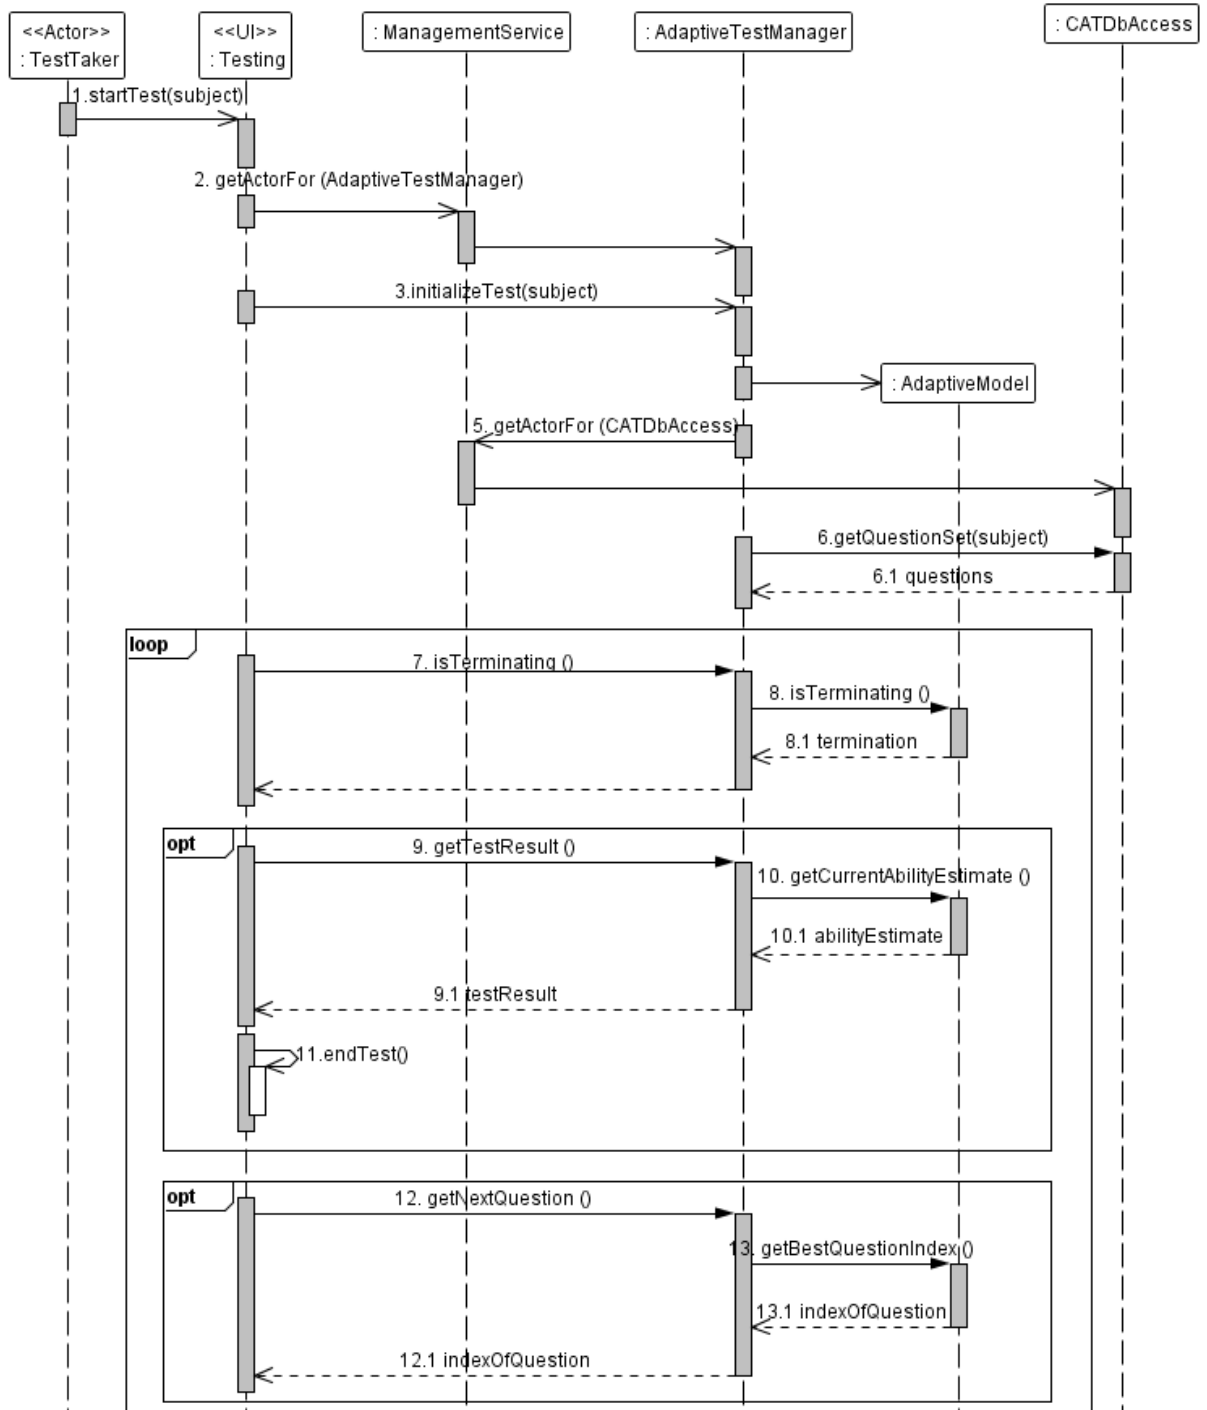 <<Actor>>
: TestTaker
<<UI>>
: Testing
: ManagementService
: AdaptiveTestManager
: CATDbAccess
1.startTest(subject)
2. getActorFor (AdaptiveTestManager)
3.initializeTest(subject)
: AdaptiveModel
5. getActorFor (CATDbAccess)
6.getQuestionSet(subject)
6.1 questions
loop
7. isTerminating ()
8. isTerminating ()
8.1 termination
opt
9. getTestResult ()
10. getCurrentAbilityEstimate ()
10.1 abilityEstimate
9.1 testResult
11.endTest()
opt
12. getNextQuestion ()
13. getBestQuestionIndex ()
13.1 indexOfQuestion
12.1 indexOfQuestion